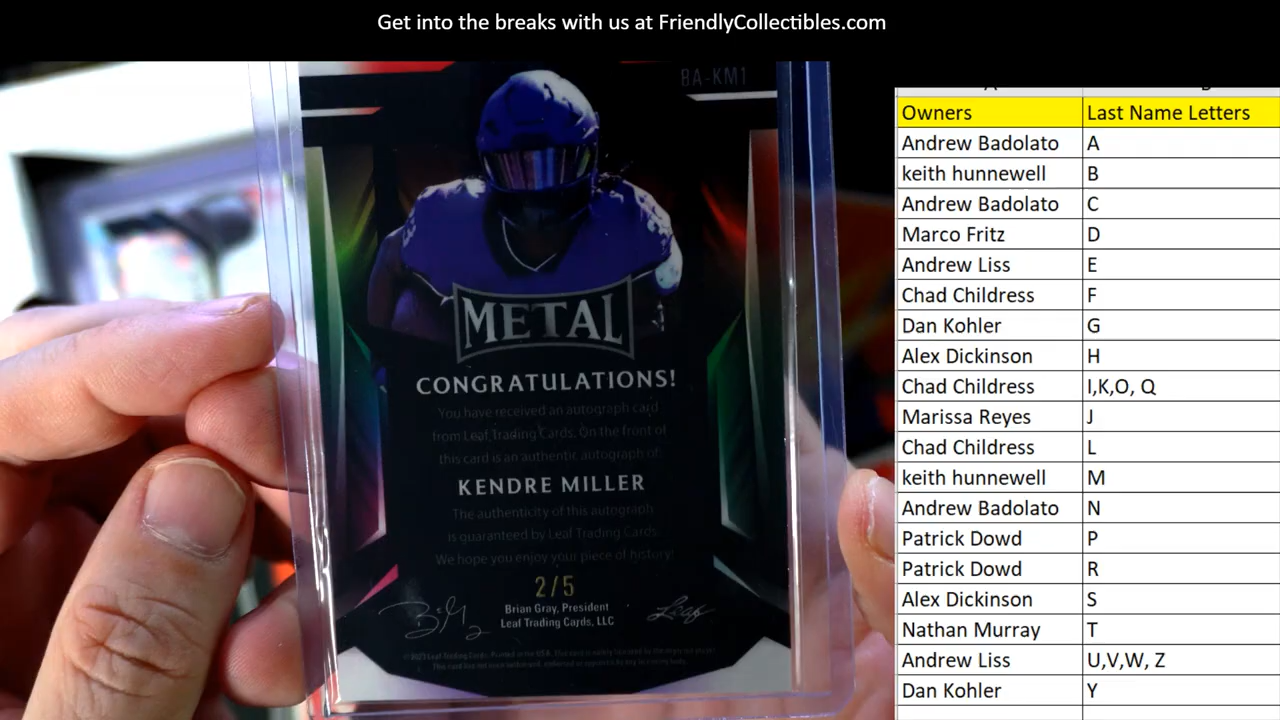 Get into the breaks with us at FriendlyCollectibles.com
BA-KM1
METAL
CONGRATULATIONS!
You have received an autograph card
from Leaf Trading Cards. On the front of
this card is an authentic autograph of:
KENDRE MILLER
The authenticity of this autograph
is guaranteed by Leaf Trading Cards.
We hope you enjoy your piece of history!
2/5
Brian Gray, President
Leaf Trading Cards, LLC
Leaf
Owners Last Name Letters
Andrew Badolato A
keith hunnewell B
Andrew Badolato C
Marco Fritz D
Andrew Liss E
Chad Childress F
Dan Kohler G
Alex Dickinson H
Chad Childress I,K,O, Q
Marissa Reyes J
Chad Childress L
keith hunnewell M
Andrew Badolato N
Patrick Dowd P
Patrick Dowd R
Alex Dickinson S
Nathan Murray T
Andrew Liss U,V,W, Z
Dan Kohler Y